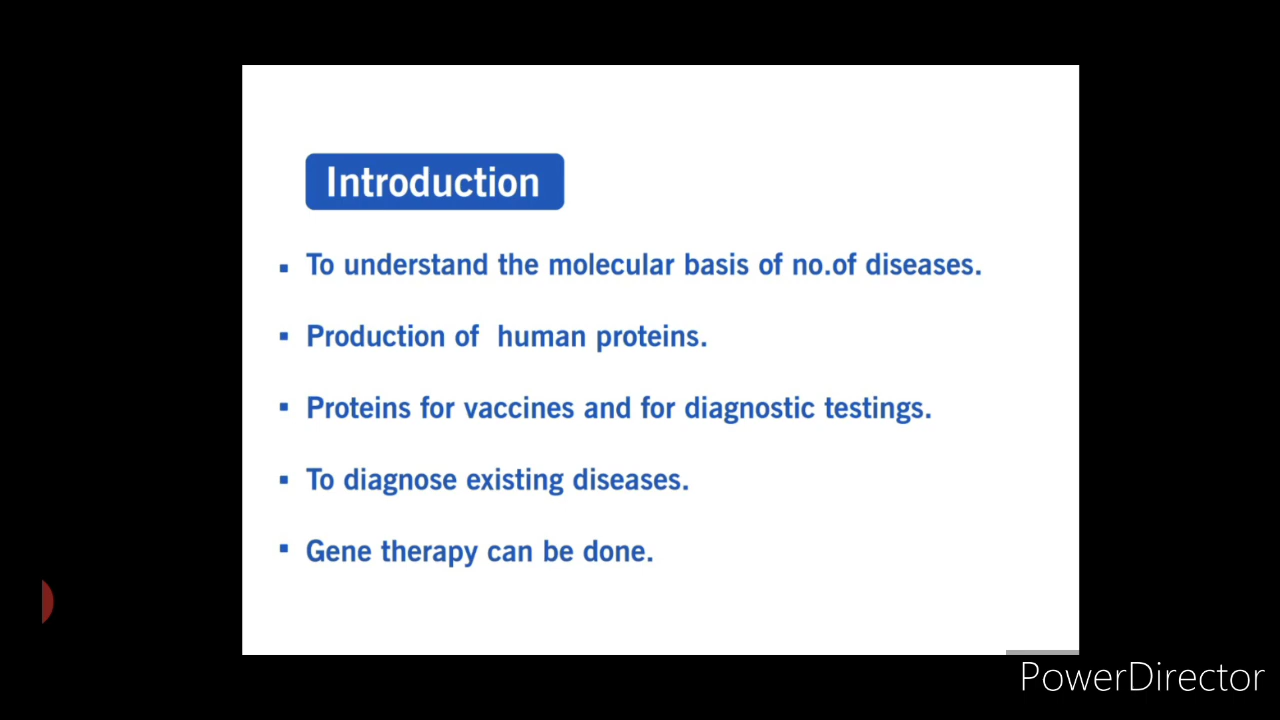 Introduction
To understand the molecular basis of no.of diseases.
Production of  human proteins.
Proteins for vaccines and for diagnostic testings.
To diagnose existing diseases.
Gene therapy can be done.
PowerDirector